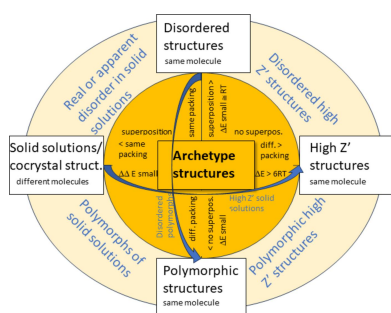 Disordered
structures
same molecule
Real or apparent
disorder in solid
solutions
Disordered high
Z' structures
same packing
superposition >
ΔE small ≅ RT
superposition
< same
packing
no superpos.
diff. >
packing
Solid solutions/
cocrystal struct.
different molecules
Archetype
structures
High Z'
structures
same molecule
ΔΔ E small
ΔE > 6RT
Disordered
polymorphs
High Z' solid
solutions
diff. packing
< no superpos.
ΔE small
Polymorphs of
solid solutions
Polymorphic high
Z' structures
Polymorphic
structures
same molecule